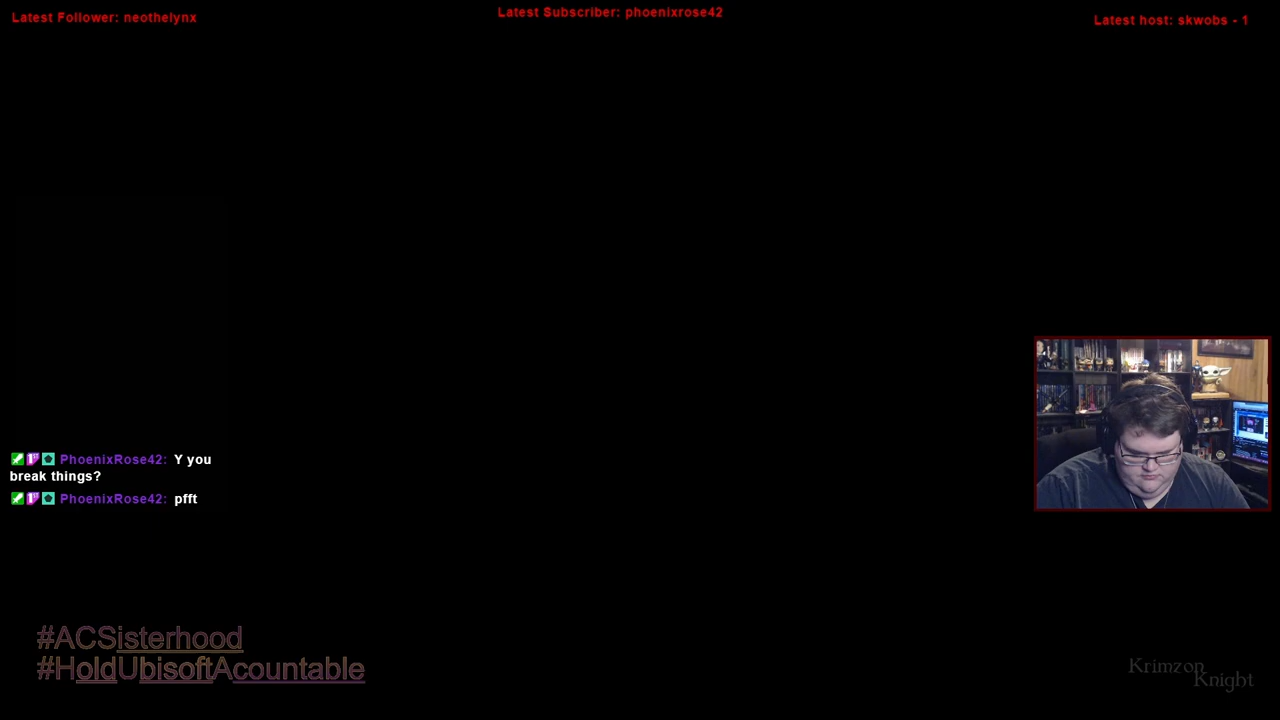 Latest Follower: neothelynx
Latest Subscriber: phoenixrose42
Latest host: skwobs - 1
PhoenixRose42: Y you
break things?
PhoenixRose42: pfft
#ACSisterhood
#HoldUbisoftAcountable
Krimzon
Knight